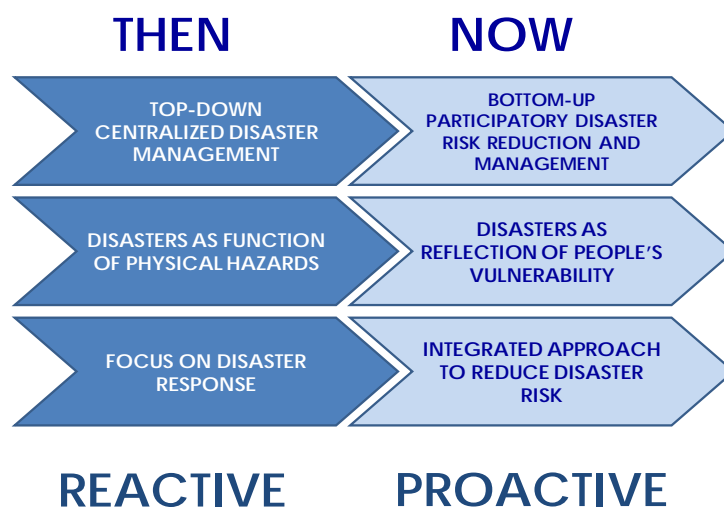 THEN
NOW
TOP-DOWN
CENTRALIZED DISASTER
MANAGEMENT
BOTTOM-UP
PARTICIPATORY DISASTER
RISK REDUCTION AND
MANAGEMENT
DISASTERS AS FUNCTION
OF PHYSICAL HAZARDS
DISASTERS AS
REFLECTION OF PEOPLE’S
VULNERABILITY
FOCUS ON DISASTER
RESPONSE
INTEGRATED APPROACH
TO REDUCE DISASTER
RISK
REACTIVE
PROACTIVE